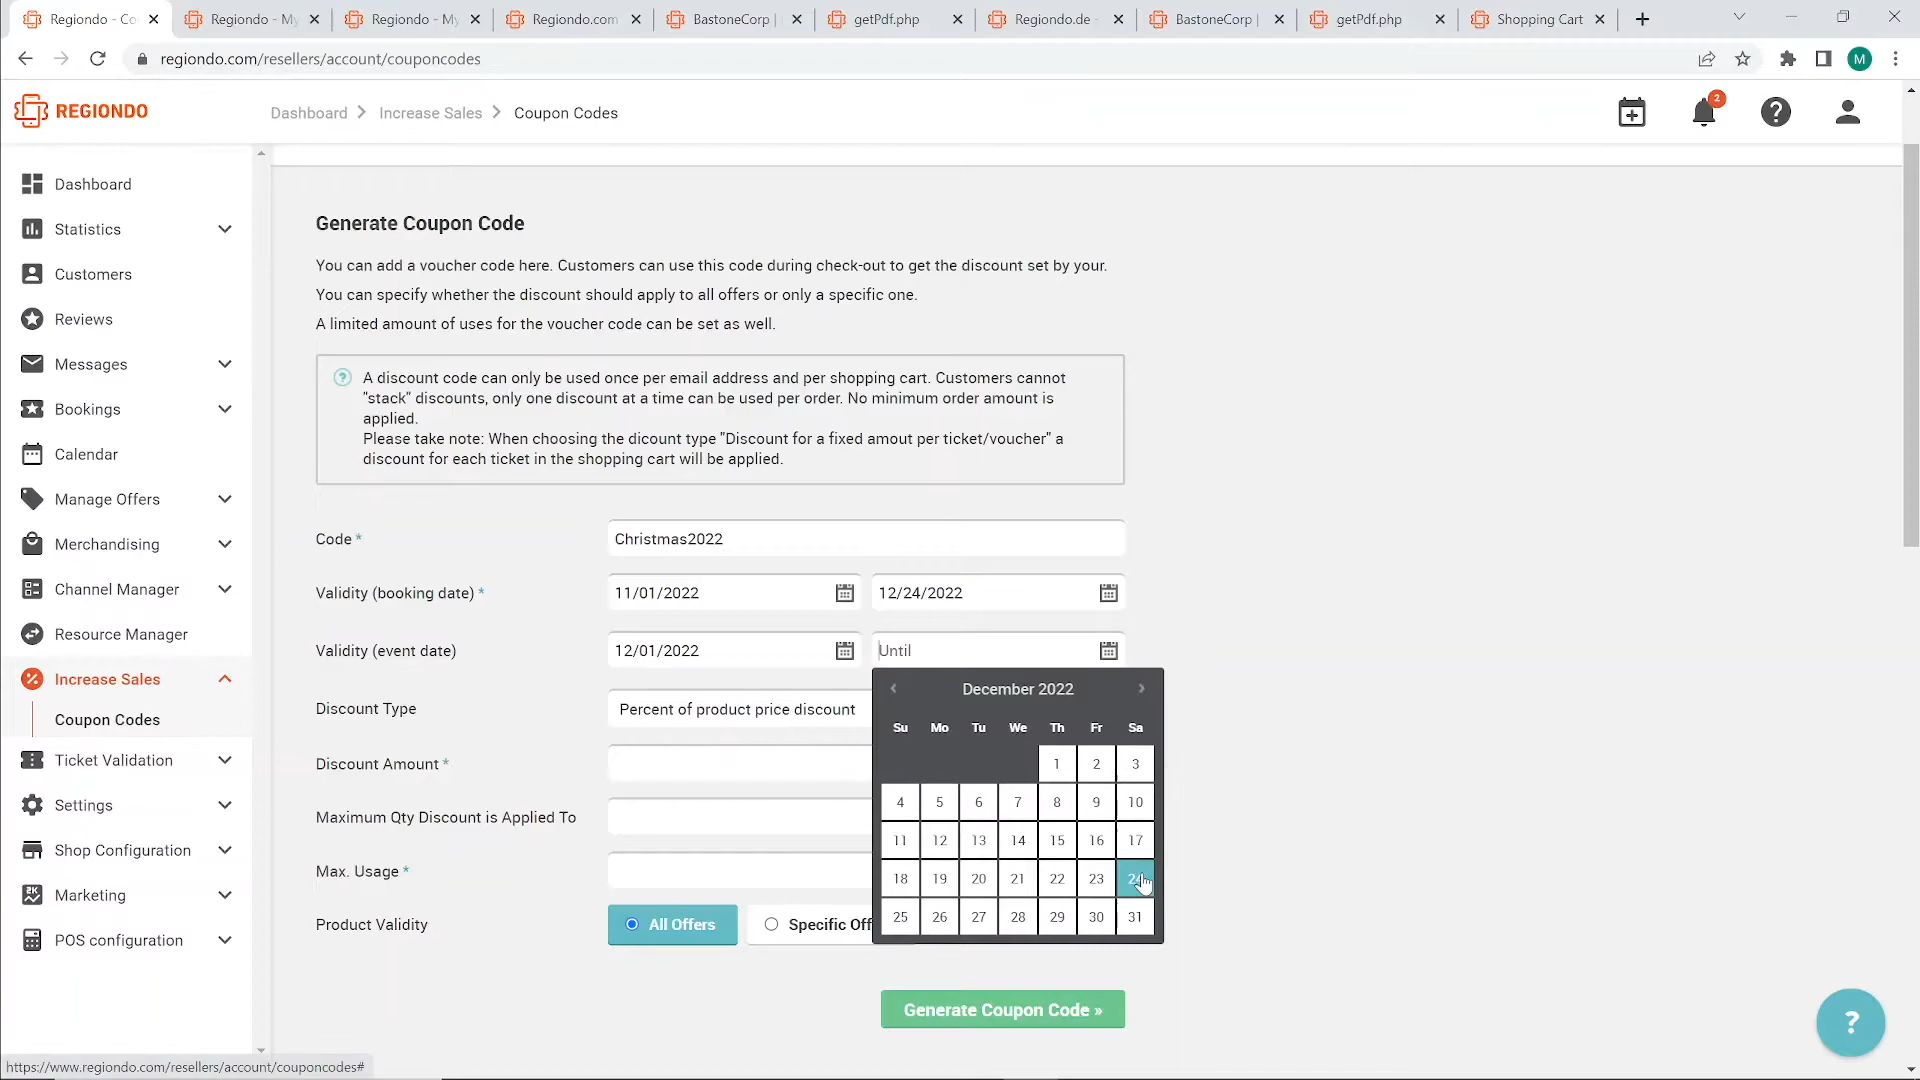 Regiondo - Co
Regiondo - My
Regiondo - My
Regiondo.com
BastoneCorp |
getPdf.php
Regiondo.de -
BastoneCorp |
getPdf.php
Shopping Cart
regiondo.com/resellers/account/couponcodes
M
REGIONDO
Dashboard
Increase Sales
Coupon Codes
2
Dashboard
Statistics
Customers
Reviews
Messages
Bookings
Calendar
Manage Offers
Merchandising
Channel Manager
Resource Manager
Increase Sales
Coupon Codes
Ticket Validation
Settings
Shop Configuration
Marketing
POS configuration
Generate Coupon Code
You can add a voucher code here. Customers can use this code during check-out to get the discount set by your.
You can specify whether the discount should apply to all offers or only a specific one.
A limited amount of uses for the voucher code can be set as well.
? A discount code can only be used once per email address and per shopping cart. Customers cannot
"stack" discounts, only one discount at a time can be used per order. No minimum order amount is
applied.
Please take note: When choosing the dicount type "Discount for a fixed amout per ticket/voucher" a
discount for each ticket in the shopping cart will be applied.
Code * Christmas2022
Validity (booking date) * 11/01/2022 12/24/2022
Validity (event date) 12/01/2022 Until
Discount Type Percent of product price discount
Discount Amount *
Maximum Qty Discount is Applied To
Max. Usage *
Product Validity All Offers Specific Off
December 2022
Su Mo Tu We Th Fr Sa
1 2 3
4 5 6 7 8 9 10
11 12 13 14 15 16 17
18 19 20 21 22 23 24
25 26 27 28 29 30 31
Generate Coupon Code »
?
https://www.regiondo.com/resellers/account/couponcodes#